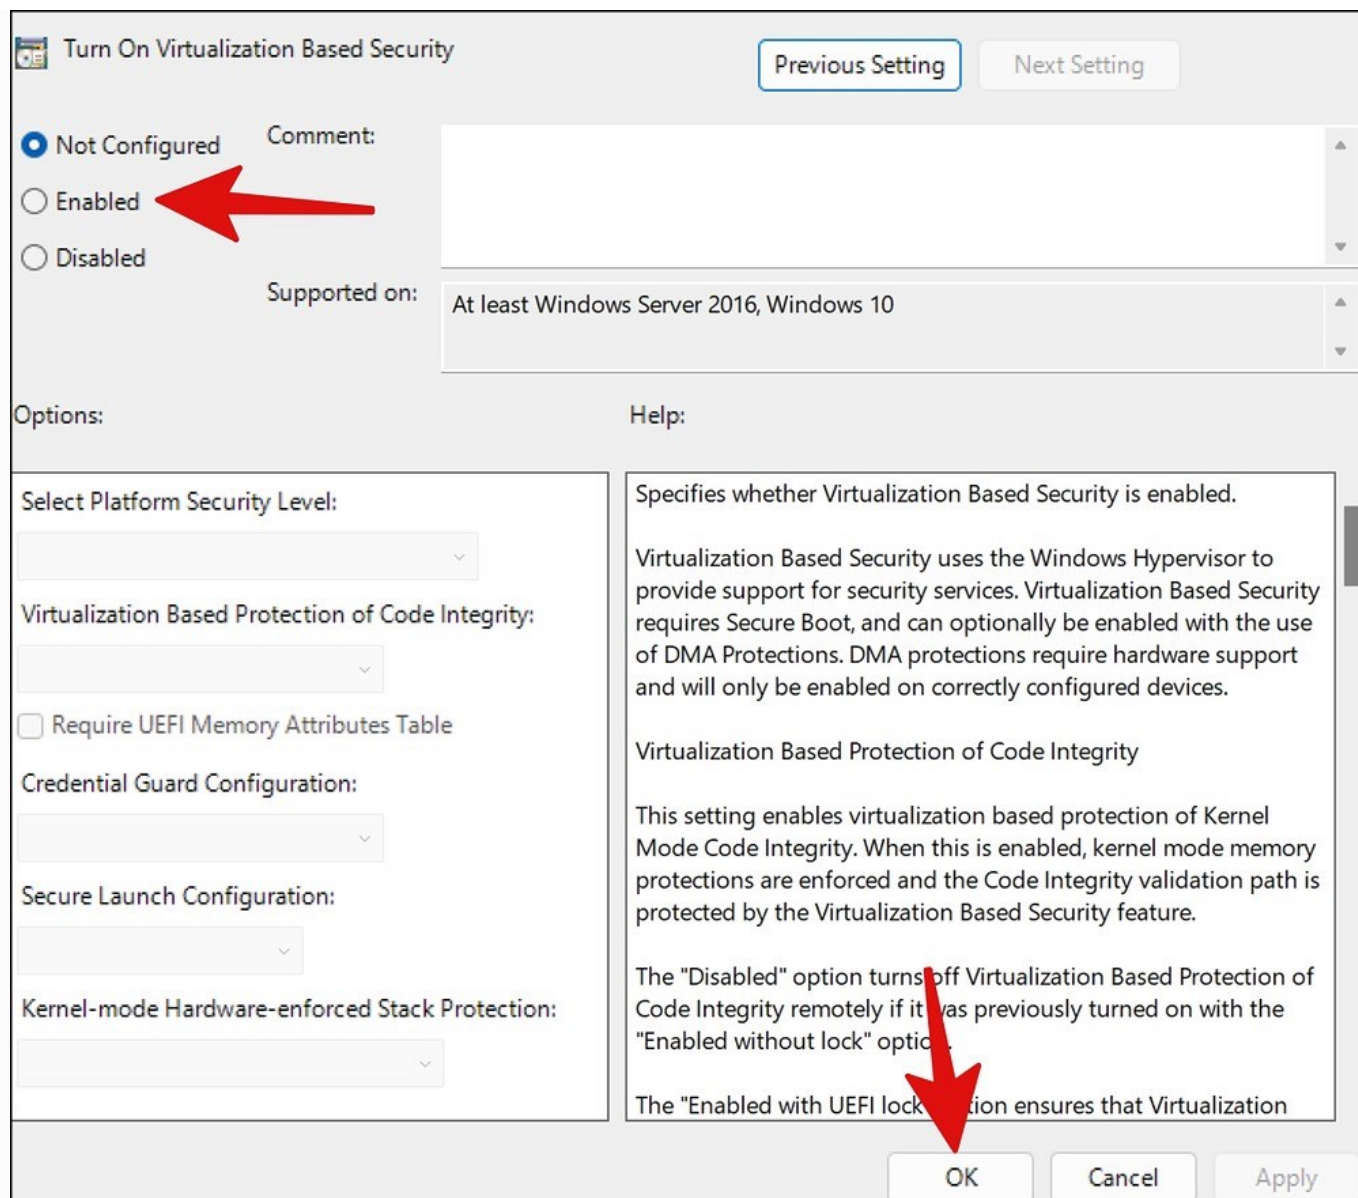 Turn On Virtualization Based Security
Previous Setting
Next Setting
Not Configured
Enabled
Disabled
Comment:
Supported on:
At least Windows Server 2016, Windows 10
Options:
Help:
Select Platform Security Level:
Virtualization Based Protection of Code Integrity:
Require UEFI Memory Attributes Table
Credential Guard Configuration:
Secure Launch Configuration:
Kernel-mode Hardware-enforced Stack Protection:
Specifies whether Virtualization Based Security is enabled.
Virtualization Based Security uses the Windows Hypervisor to
provide support for security services. Virtualization Based Security
requires Secure Boot, and can optionally be enabled with the use
of DMA Protections. DMA protections require hardware support
and will only be enabled on correctly configured devices.
Virtualization Based Protection of Code Integrity
This setting enables virtualization based protection of Kernel
Mode Code Integrity. When this is enabled, kernel mode memory
protections are enforced and the Code Integrity validation path is
protected by the Virtualization Based Security feature.
The "Disabled" option turns off Virtualization Based Protection of
Code Integrity remotely if it was previously turned on with the
"Enabled without lock" option.
The "Enabled with UEFI lock" option ensures that Virtualization
OK
Cancel
Apply